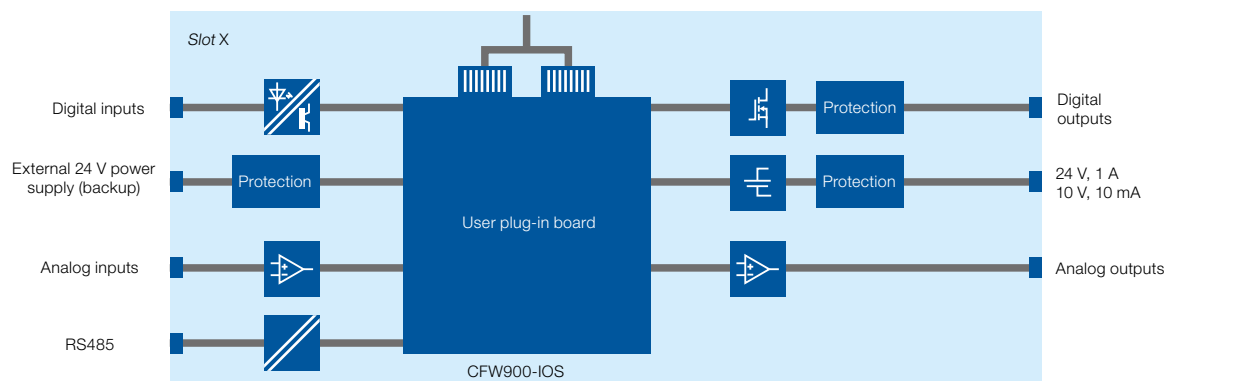 Slot X
Digital inputs
External 24 V power
supply (backup)
Protection
Analog inputs
RS485
User plug-in board
CFW900-IOS
Protection
Digital
outputs
Protection
24 V, 1 A
10 V, 10 mA
Analog outputs